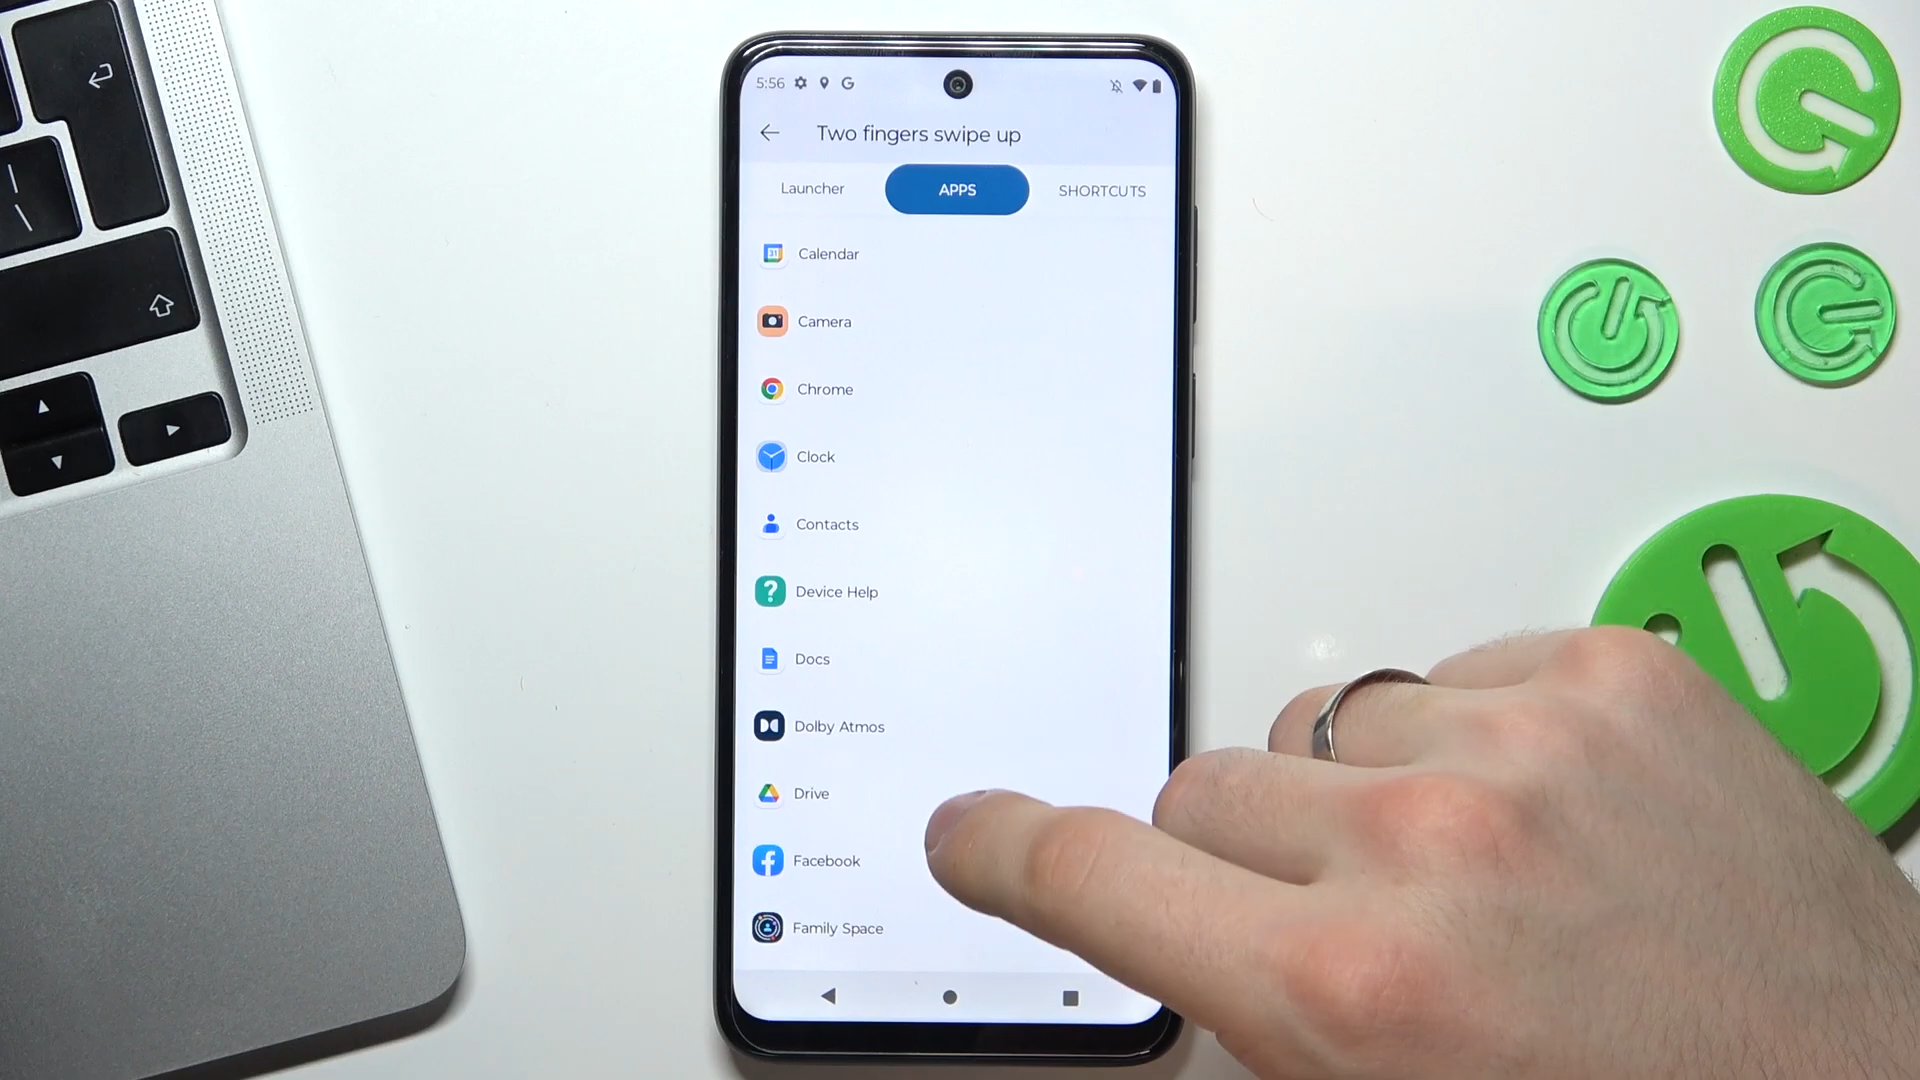 5:56
Two fingers swipe up
Launcher
APPS
SHORTCUTS
Calendar
Camera
Chrome
Clock
Contacts
Device Help
Docs
Dolby Atmos
Drive
Facebook
Family Space